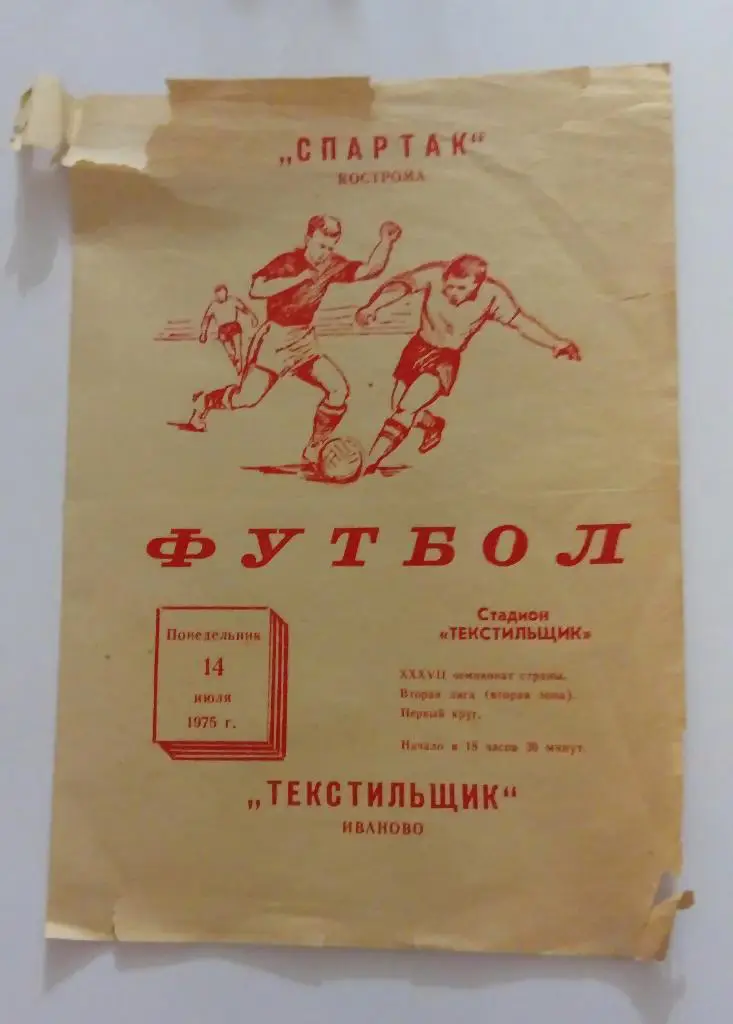 „СПАРТАК“
КОСТРОМА
ФУТБОЛ
Понедельник
14
июля
1975 г.
Стадион
«ТЕКСТИЛЬЩИК»
XXXVII чемпионат страны.
Вторая лига (вторая зона).
Первый круг.
Начало в 18 часов 30 минут.
„ТЕКСТИЛЬЩИК“
ИВАНОВО